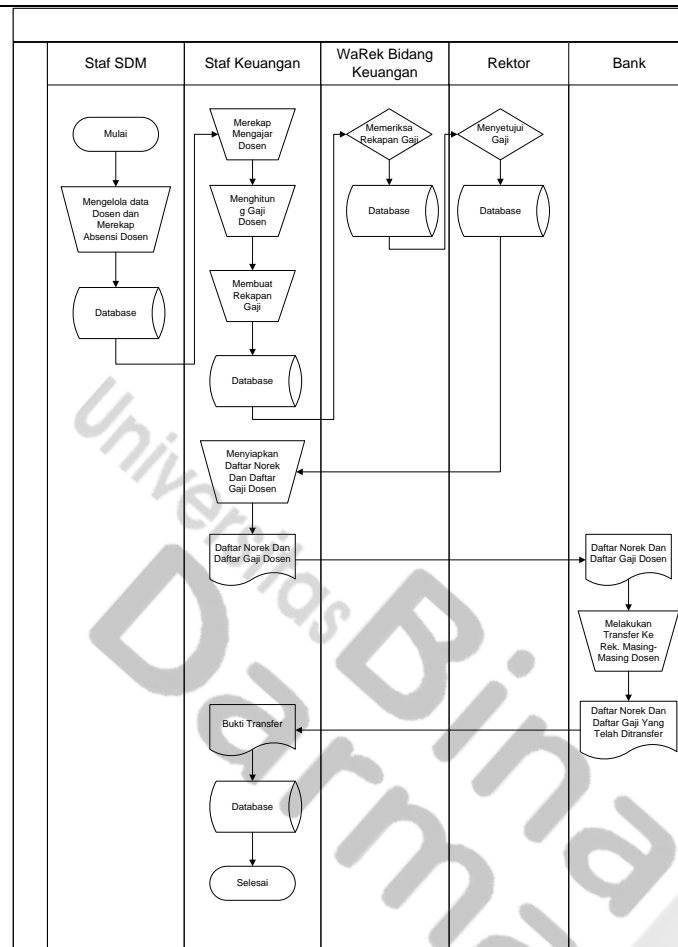 Staf SDM
Staf Keuangan
WaRek Bidang
Keuangan
Rektor
Bank
Mulai
Mengelola data
Dosen dan
Merekap
Absensi Dosen
Database
Merekap
Mengajar
Dosen
Menghitun
g Gaji
Dosen
Membuat
Rekapan
Gaji
Database
Memeriksa
Rekapan Gaji
Database
Menyetujui
Gaji
Database
Menyiapkan
Daftar Norek
Dan Daftar
Gaji Dosen
Daftar Norek Dan
Daftar Gaji Dosen
Daftar Norek Dan
Daftar Gaji Dosen
Melakukan
Transfer Ke
Rek. Masing-
Masing Dosen
Daftar Norek Dan
Daftar Gaji Yang
Telah Ditransfer
Bukti Transfer
Database
Selesai
Universitas
Bina
Darma